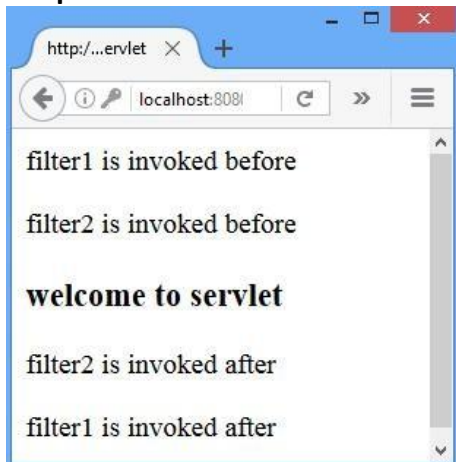 http:/...ervlet
localhost:808
filter1 is invoked before
filter2 is invoked before
welcome to servlet
filter2 is invoked after
filter1 is invoked after